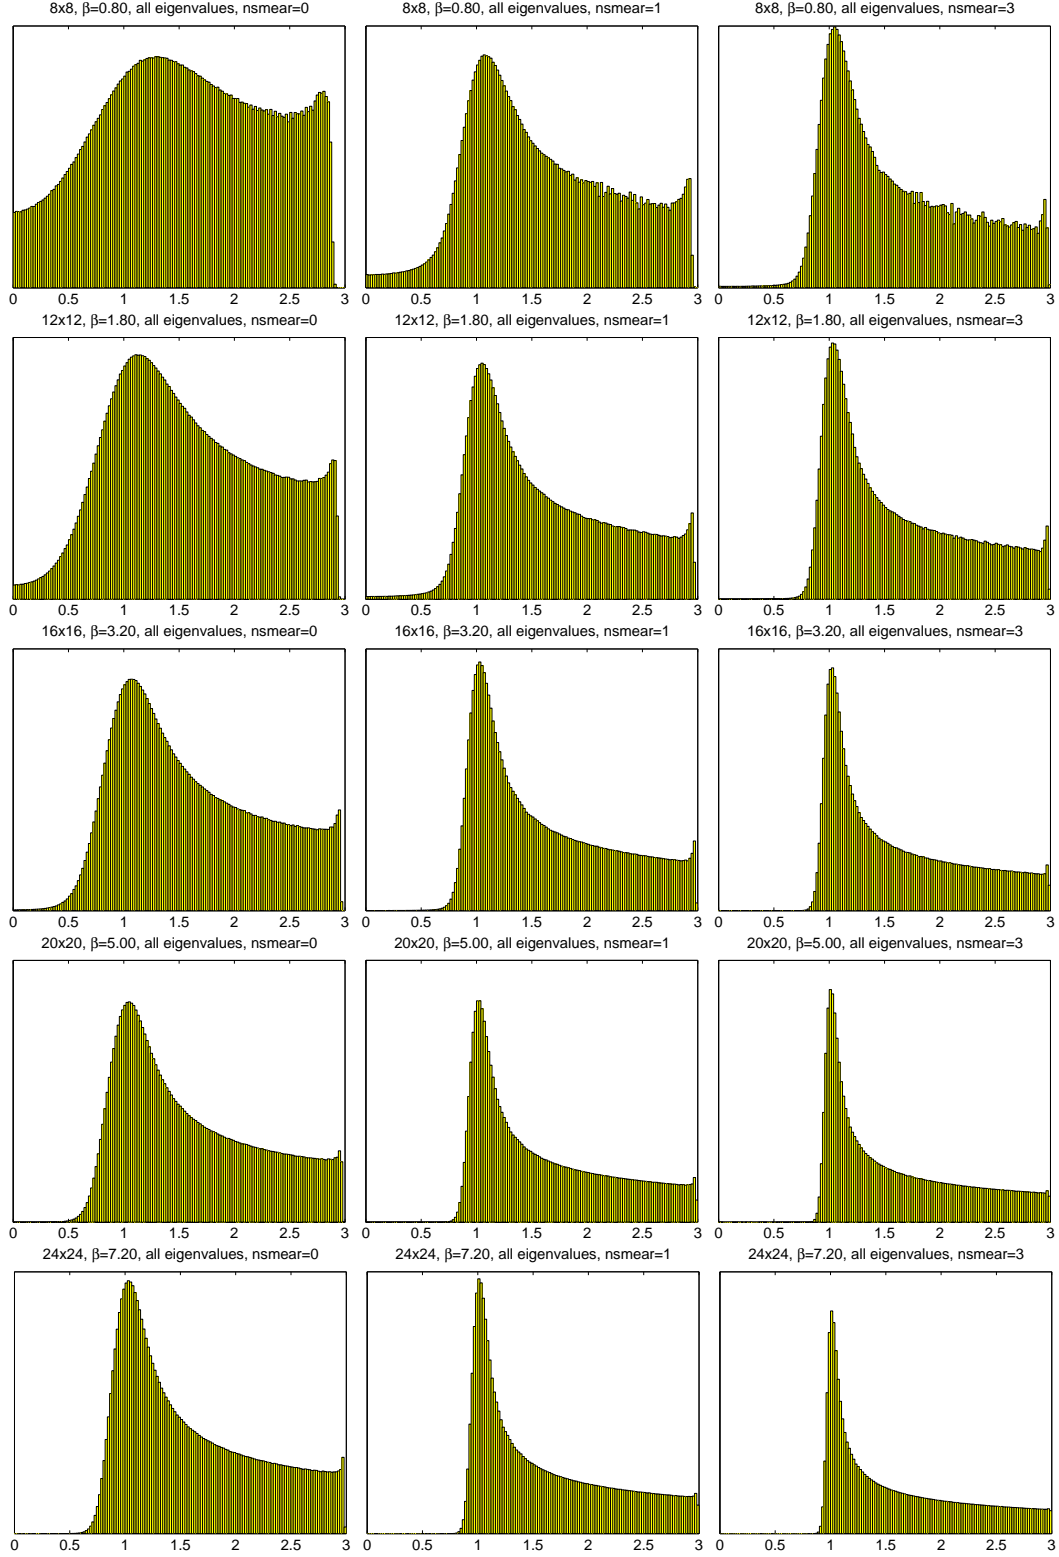 8x8, β=0.80, all eigenvalues, nsmear=0
8x8, β=0.80, all eigenvalues, nsmear=1
8x8, β=0.80, all eigenvalues, nsmear=3
0 0.5 1 1.5 2 2.5 3
0 0.5 1 1.5 2 2.5 3
0 0.5 1 1.5 2 2.5 3
12x12, β=1.80, all eigenvalues, nsmear=0
12x12, β=1.80, all eigenvalues, nsmear=1
12x12, β=1.80, all eigenvalues, nsmear=3
0 0.5 1 1.5 2 2.5 3
0 0.5 1 1.5 2 2.5 3
0 0.5 1 1.5 2 2.5 3
16x16, β=3.20, all eigenvalues, nsmear=0
16x16, β=3.20, all eigenvalues, nsmear=1
16x16, β=3.20, all eigenvalues, nsmear=3
0 0.5 1 1.5 2 2.5 3
0 0.5 1 1.5 2 2.5 3
0 0.5 1 1.5 2 2.5 3
20x20, β=5.00, all eigenvalues, nsmear=0
20x20, β=5.00, all eigenvalues, nsmear=1
20x20, β=5.00, all eigenvalues, nsmear=3
0 0.5 1 1.5 2 2.5 3
0 0.5 1 1.5 2 2.5 3
0 0.5 1 1.5 2 2.5 3
24x24, β=7.20, all eigenvalues, nsmear=0
24x24, β=7.20, all eigenvalues, nsmear=1
24x24, β=7.20, all eigenvalues, nsmear=3
0 0.5 1 1.5 2 2.5 3
0 0.5 1 1.5 2 2.5 3
0 0.5 1 1.5 2 2.5 3